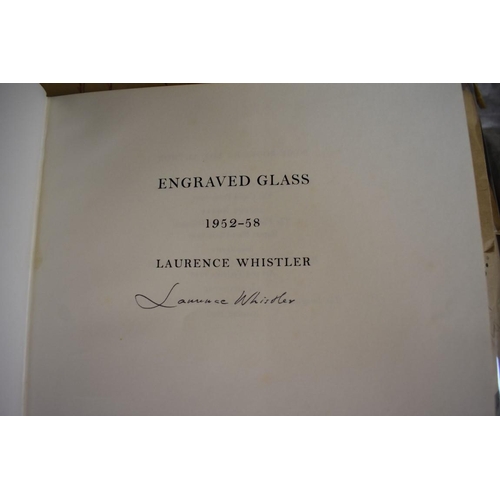 ENGRAVED GLASS
1952–58
LAURENCE WHISTLER
Laurence Whistler